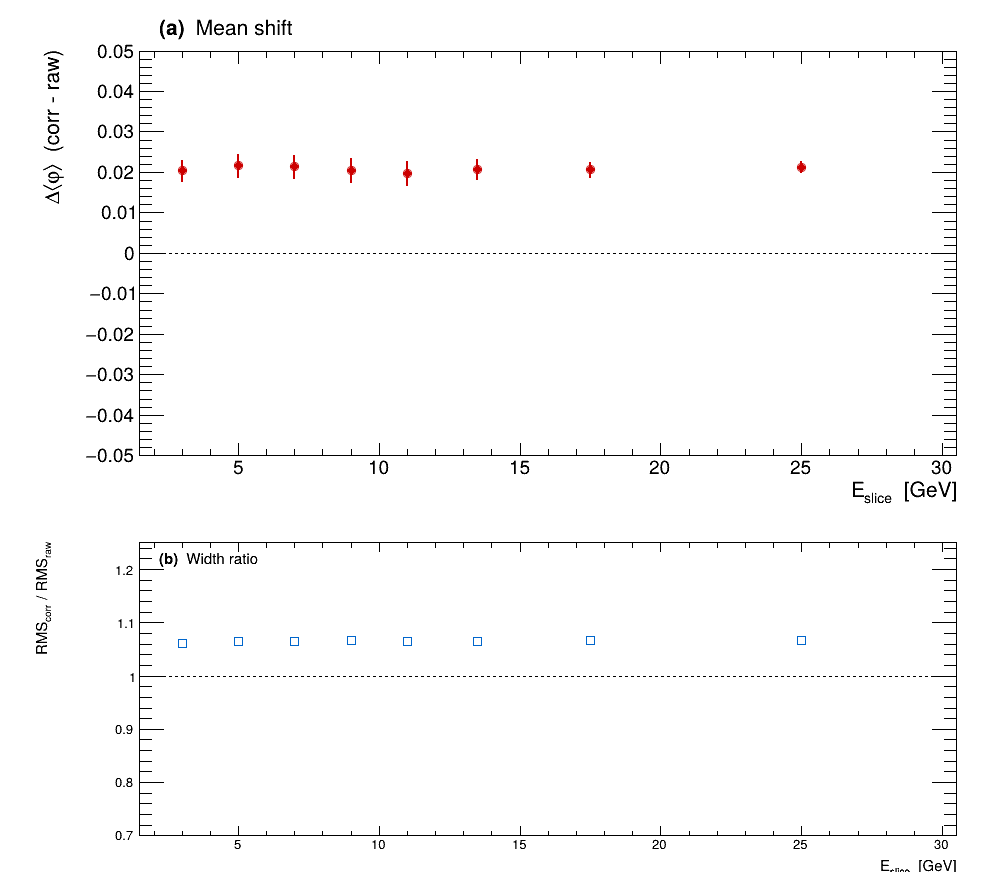 (a) Mean shift
Δ⟨φ⟩ (corr - raw)
0.05
0.04
0.03
0.02
0.01
0
−0.01
−0.02
−0.03
−0.04
−0.05
5 10 15 20 25 30
E_slice [GeV]
(b) Width ratio
RMS_corr / RMS_raw
1.2
1.1
1
0.9
0.8
0.7
5 10 15 20 25 30
E_slice [GeV]